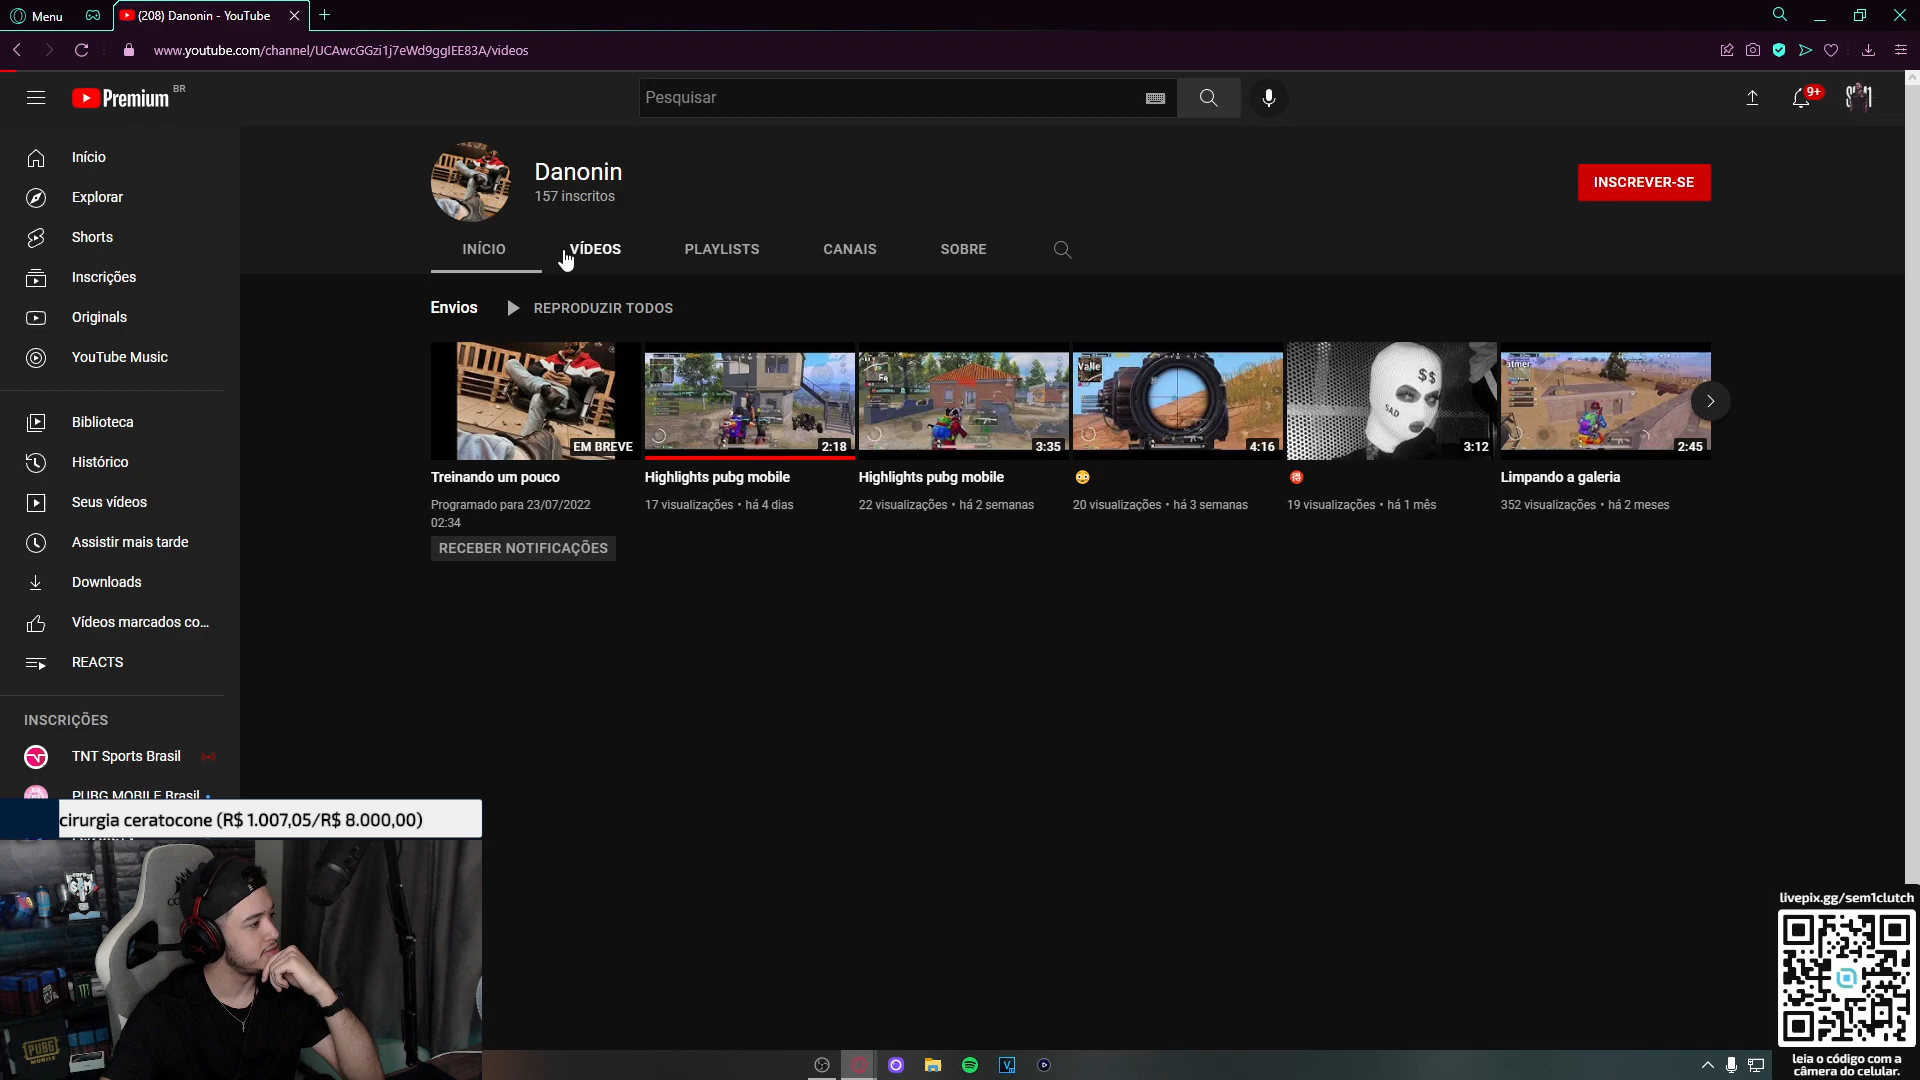 Menu
(208) Danonin - YouTube
www.youtube.com/channel/UCAwcGGzi1j7eWd9ggIEE83A/videos
Premium BR
Pesquisar
9+
Início
Explorar
Shorts
Inscrições
Originals
YouTube Music
Biblioteca
Histórico
Seus vídeos
Assistir mais tarde
Downloads
Vídeos marcados co...
REACTS
INSCRIÇÕES
TNT Sports Brasil
PUBG MOBILE Brasil
Danonin
157 inscritos
INSCREVER-SE
INÍCIO VÍDEOS PLAYLISTS CANAIS SOBRE
Envios REPRODUZIR TODOS
EM BREVE
Treinando um pouco
Programado para 23/07/2022
02:34
RECEBER NOTIFICAÇÕES
2:18
Highlights pubg mobile
17 visualizações • há 4 dias
3:35
Highlights pubg mobile
22 visualizações • há 2 semanas
4:16
20 visualizações • há 3 semanas
$$
SAD
3:12
19 visualizações • há 1 mês
2:45
Limpando a galeria
352 visualizações • há 2 meses
cirurgia ceratocone (R$ 1.007,05/R$ 8.000,00)
PUBG
MOBILE
livepix.gg/sem1clutch
leia o código com a
câmera do celular.